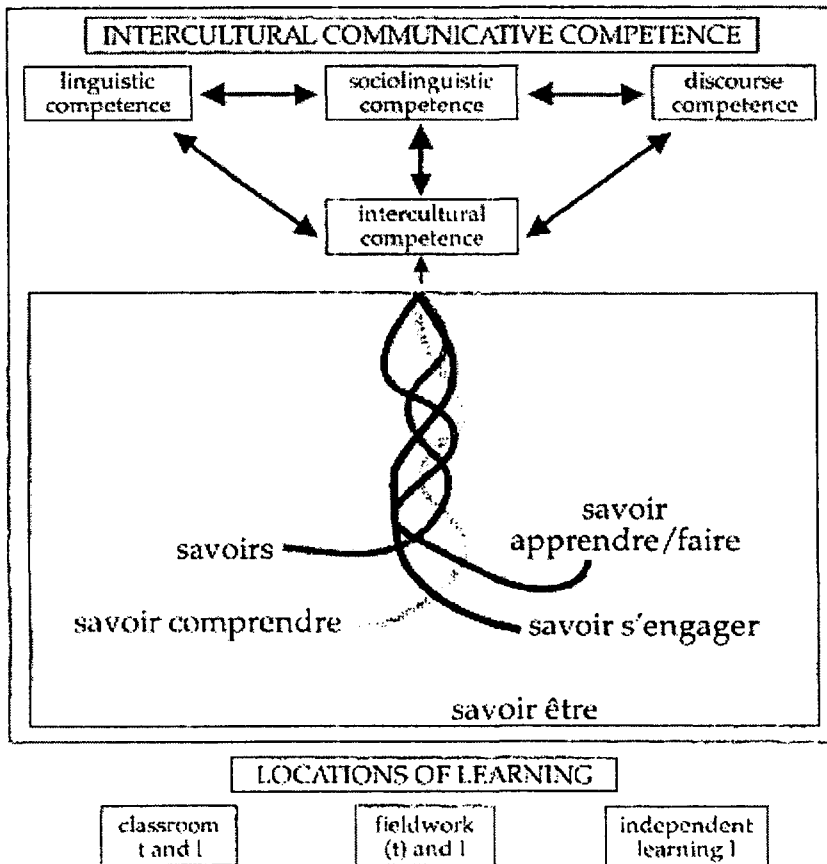 INTERCULTURAL COMMUNICATIVE COMPETENCE
linguistic
competence
sociolinguistic
competence
discourse
competence
intercultural
competence
savoir
apprendre/faire
savoirs
savoir comprendre
savoir s'engager
savoir être
LOCATIONS OF LEARNING
classroom
t and l
fieldwork
(t) and l
independent
learning l